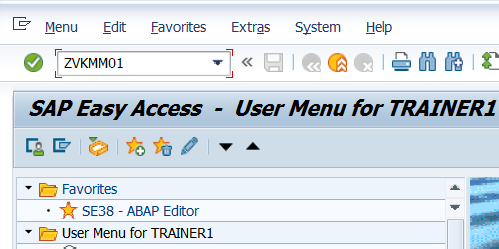 Menu Edit Favorites Extras System Help
ZVKMM01
SAP Easy Access - User Menu for TRAINER1
Favorites
SE38 - ABAP Editor
User Menu for TRAINER1